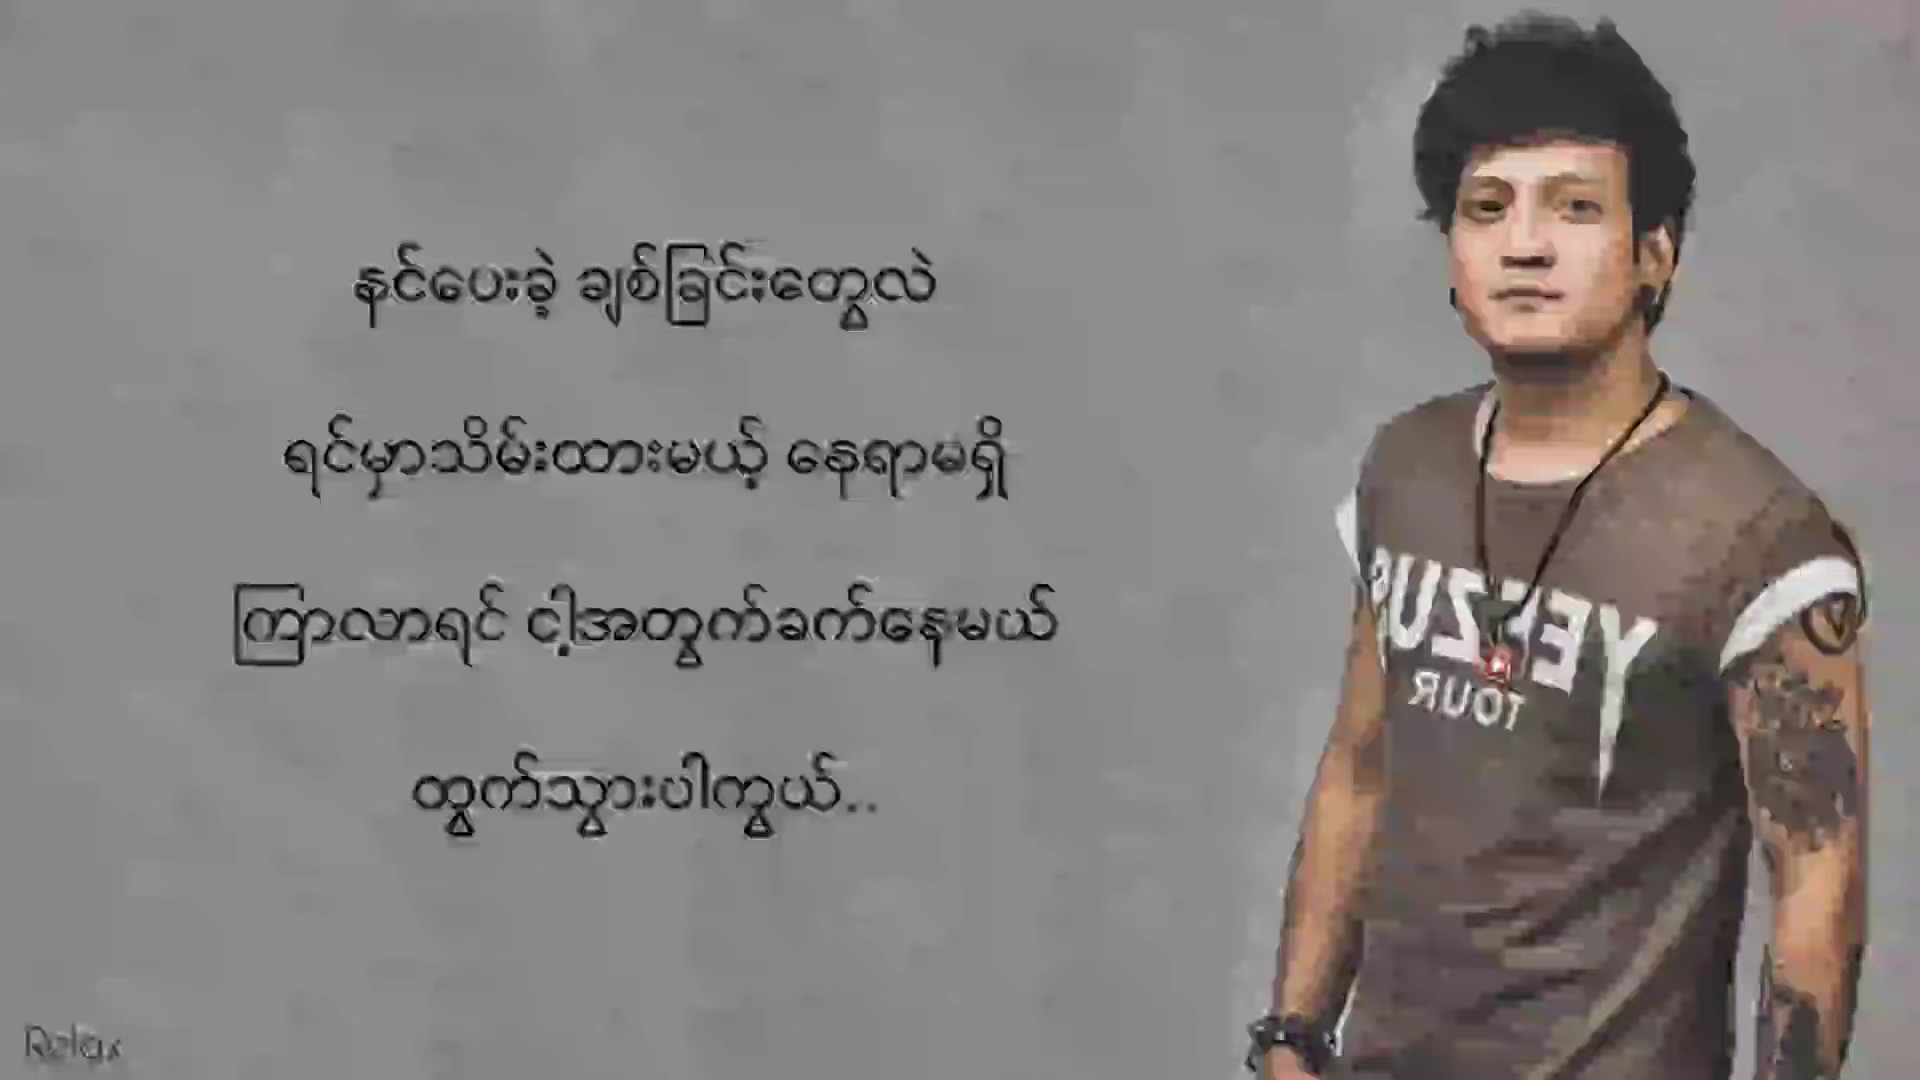 နင်ပေးခဲ့ ချစ်ခြင်းတွေလဲ
ရင်မှာသိမ်းထားမယ့် နေရာမရှိ
ကြာလာရင် ငါ့အတွက်ခက်နေမယ်
တွက်သွားပါကွယ်..
YEEZUS
TOUR
Relax